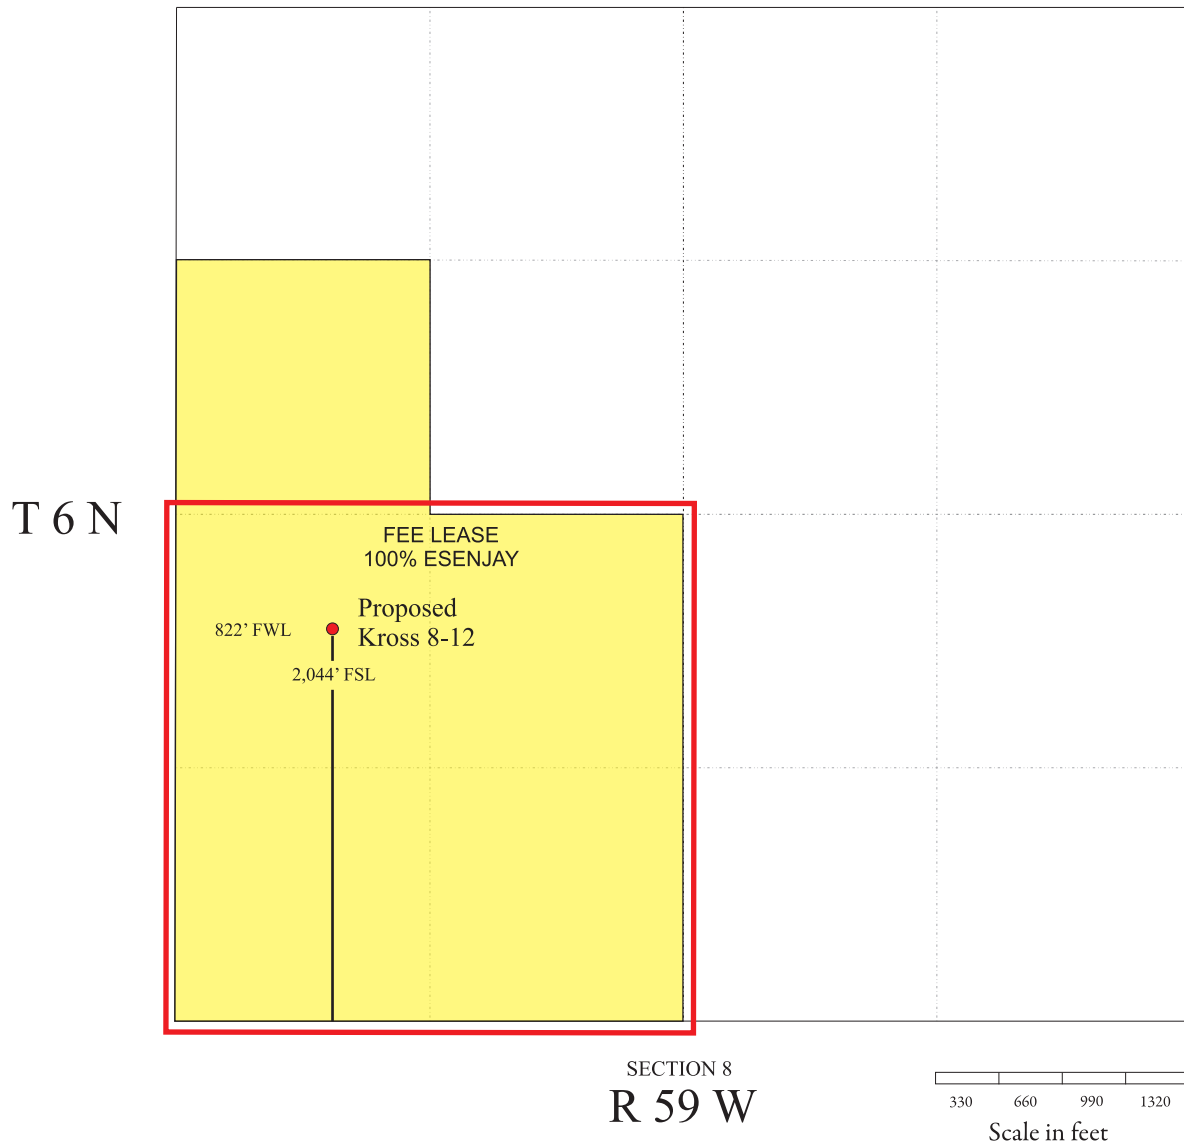 T 6 N
FEE LEASE
100% ESENJAY
Proposed
Kross 8-12
822' FWL
2,044' FSL
SECTION 8
R 59 W
330 660 990 1320
Scale in feet